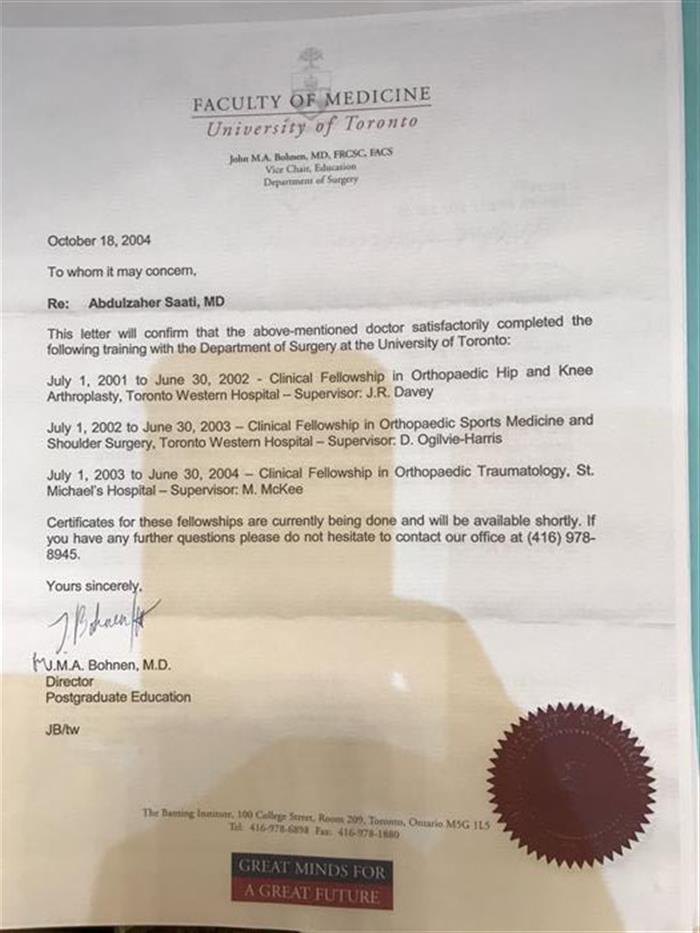 FACULTY OF MEDICINE
University of Toronto
John M.A. Bohnen, MD, FRCSC, FACS
Vice Chair, Education
Department of Surgery
October 18, 2004
To whom it may concern,
Re: Abdulzaher Saati, MD
This letter will confirm that the above-mentioned doctor satisfactorily completed the
following training with the Department of Surgery at the University of Toronto:
July 1, 2001 to June 30, 2002 - Clinical Fellowship in Orthopaedic Hip and Knee
Arthroplasty, Toronto Western Hospital – Supervisor: J.R. Davey
July 1, 2002 to June 30, 2003 – Clinical Fellowship in Orthopaedic Sports Medicine and
Shoulder Surgery, Toronto Western Hospital – Supervisor: D. Ogilvie-Harris
July 1, 2003 to June 30, 2004 – Clinical Fellowship in Orthopaedic Traumatology, St.
Michael's Hospital – Supervisor: M. McKee
Certificates for these fellowships are currently being done and will be available shortly. If
you have any further questions please do not hesitate to contact our office at (416) 978-
8945.
Yours sincerely,
J. Bohnen
J.M.A. Bohnen, M.D.
Director
Postgraduate Education
JB/tw
The Banting Institute, 100 College Street, Room 209, Toronto, Ontario M5G 1L5
Tel: 416-978-6898 Fax: 416-978-1880
GREAT MINDS FOR
A GREAT FUTURE